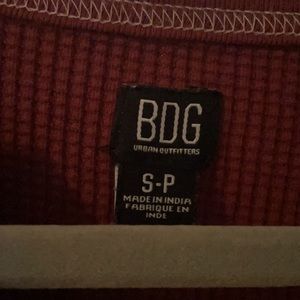 BDG
URBAN OUTFITTERS
S-P
MADE IN INDIA
FABRIQUE EN
INDE